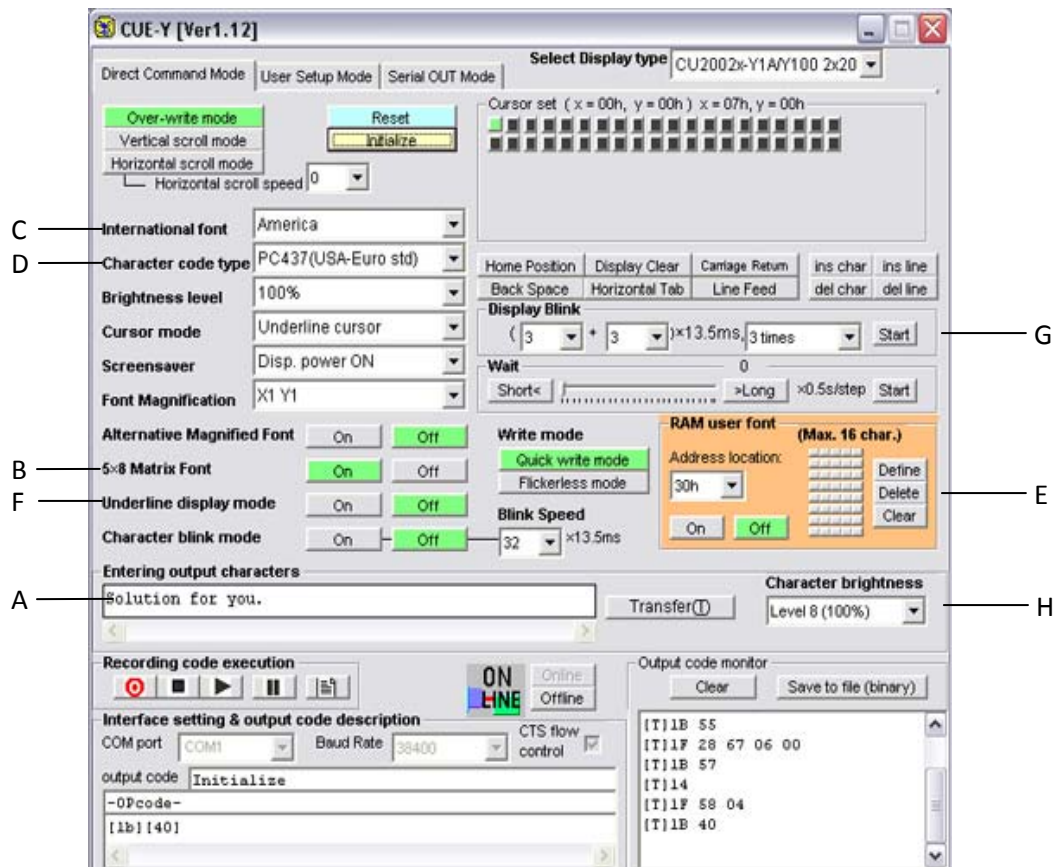 CUE-Y [Ver1.12]
Select Display type CU2002x-Y1A/Y100 2x20
Direct Command Mode User Setup Mode Serial OUT Mode
Over-write mode Reset
Vertical scroll mode Initialize
Horizontal scroll mode
Horizontal scroll speed 0
Cursor set ( x = 00h, y = 00h ) x = 07h, y = 00h
C International font America
D Character code type PC437(USA-Euro std)
Brightness level 100%
Cursor mode Underline cursor
Screensaver Disp. power ON
Font Magnification X1 Y1
Home Position Display Clear Carriage Return ins char ins line
Back Space Horizontal Tab Line Feed del char del line
Display Blink
( 3 + 3 )×13.5ms, 3 times Start G
Wait 0
Short< >Long ×0.5s/step Start
Alternative Magnified Font On Off
B 5×8 Matrix Font On Off
F Underline display mode On Off
Character blink mode On Off
Write mode
Quick write mode
Flickerless mode
Blink Speed
32 ×13.5ms
RAM user font
(Max. 16 char.)
Address location:
30h
On Off
Define
Delete
Clear
E
Entering output characters
A Solution for you.
Transfer(T)
Character brightness
Level 8 (100%)
H
Recording code execution
ON
LINE
Online
Offline
Interface setting & output code description
COM port COM1 Baud Rate 38400 CTS flow
control
output code Initialize
-OPcode-
[1b][40]
Output code monitor
Clear Save to file (binary)
[T]1B 55
[T]1F 28 67 06 00
[T]1B 57
[T]14
[T]1F 58 04
[T]1B 40